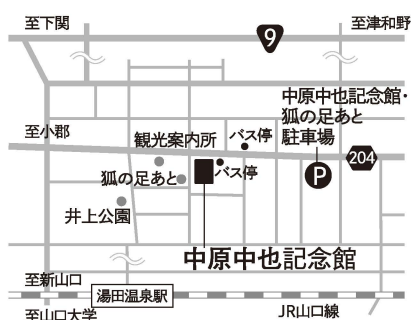 至下関
9
至津和野
中原中也記念館・
狐の足あと
駐車場
至小郡
観光案内所
バス停
204
狐の足あと
バス停
P
井上公園
中原中也記念館
至新山口
湯田温泉駅
至山口大学
JR山口線